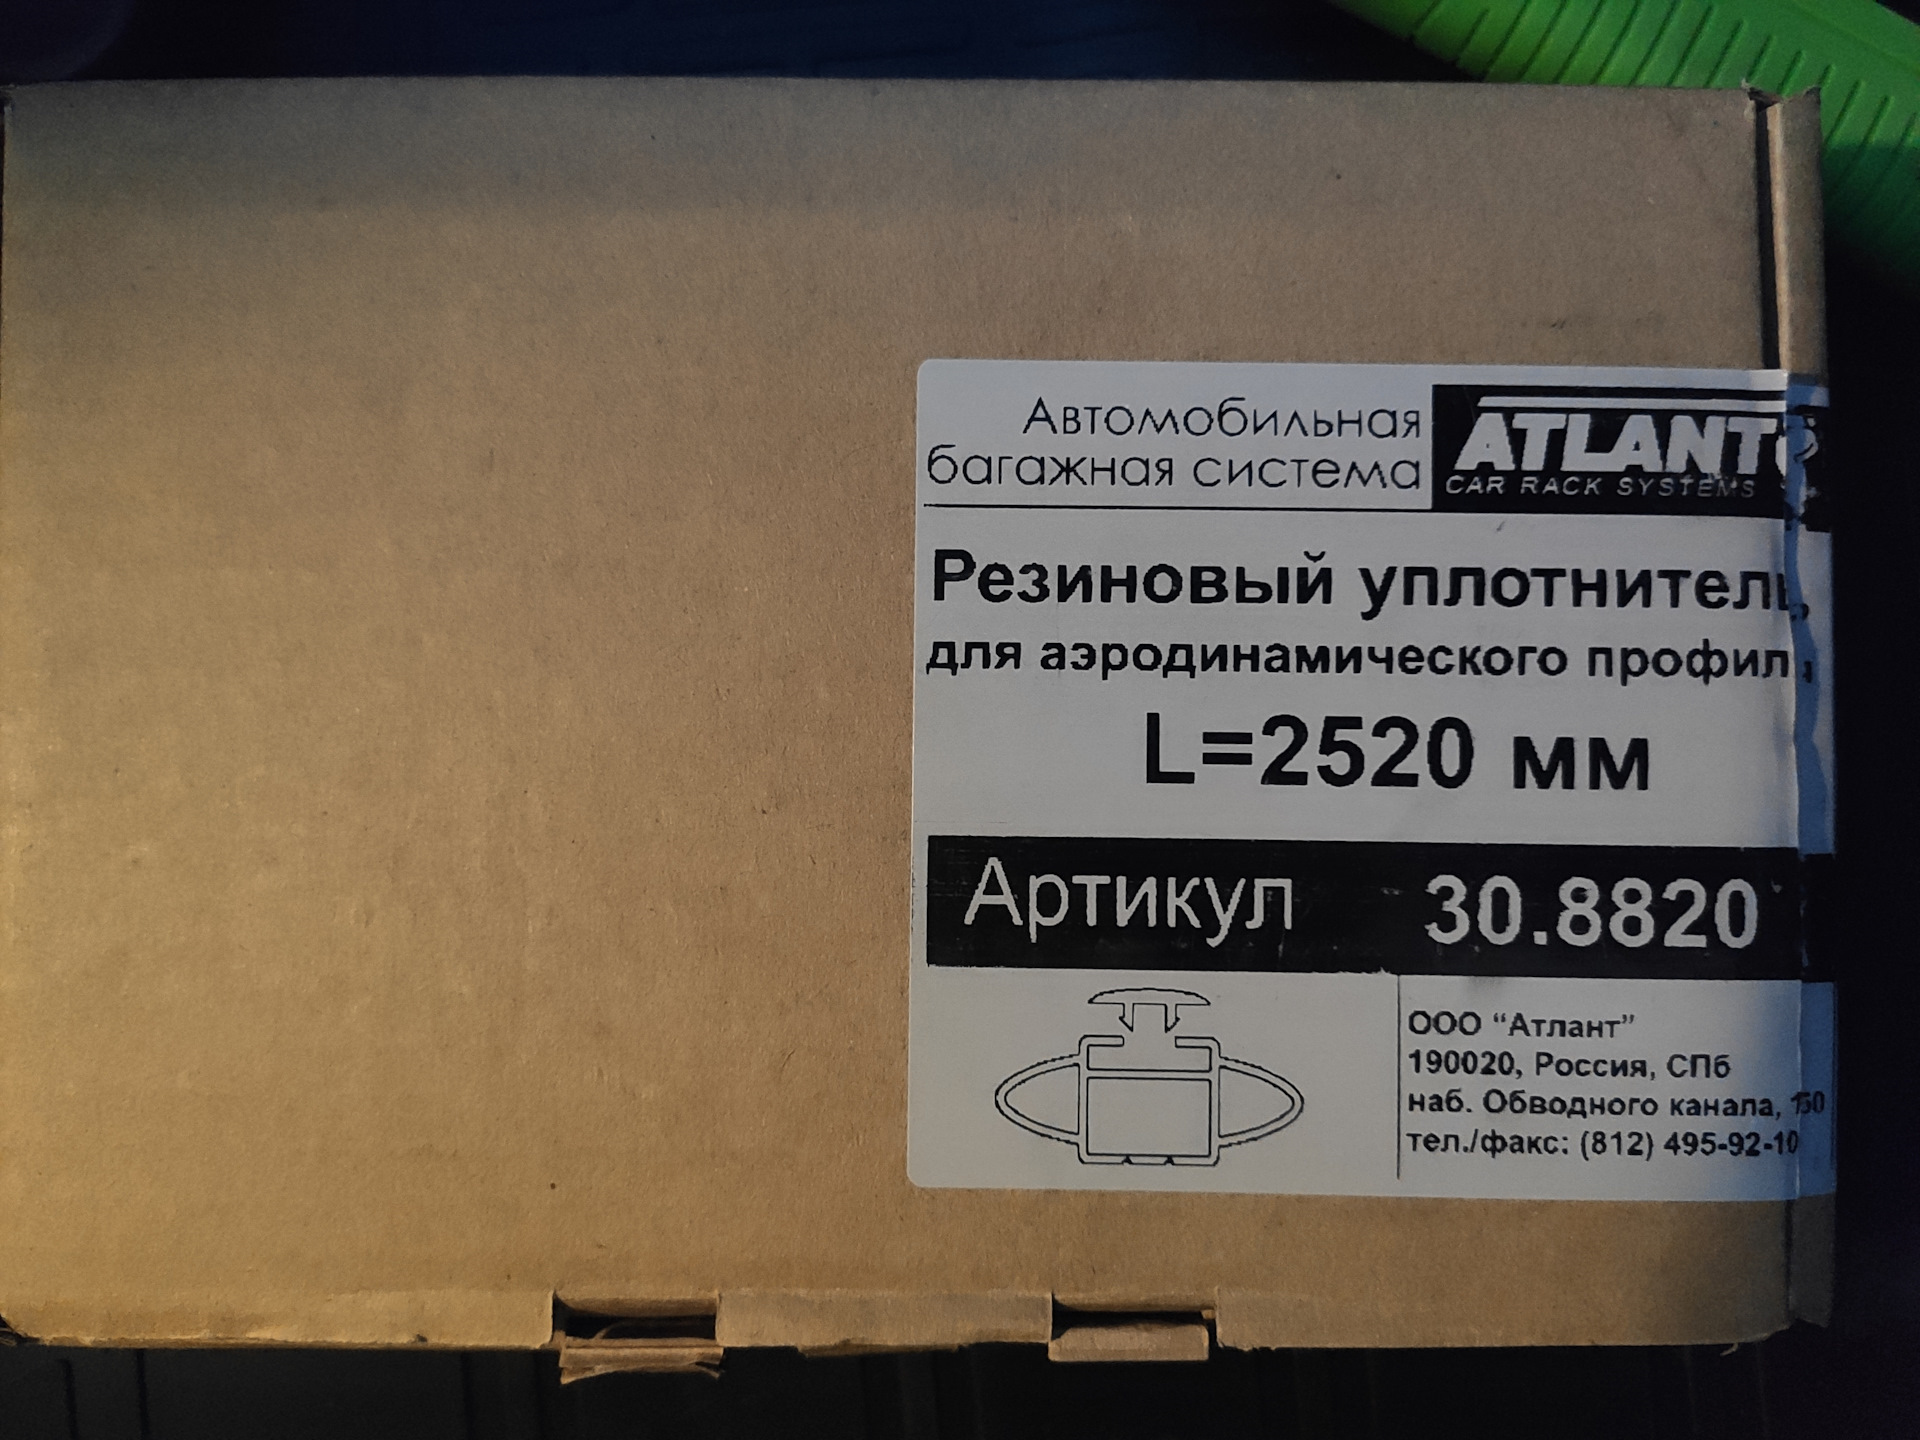 Автомобильная
багажная система
ATLANT
CAR RACK SYSTEMS
Резиновый уплотнитель
для аэродинамического профиля
L=2520 мм
Артикул 30.8820
ООО “Атлант”
190020, Россия, СПб
наб. Обводного канала, 150
тел./факс: (812) 495-92-10